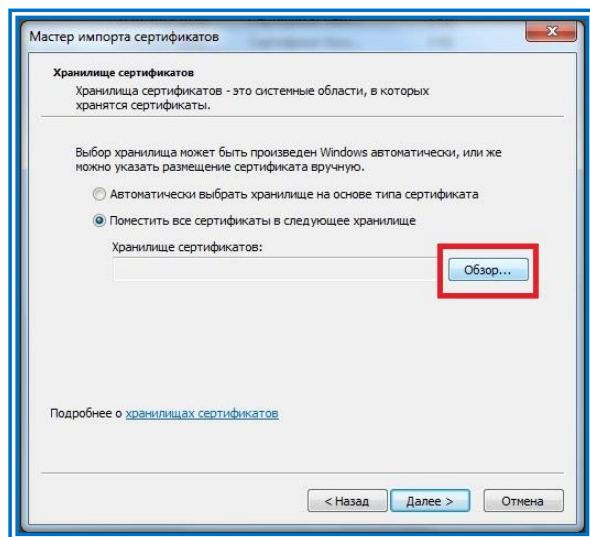 Мастер импорта сертификатов
Хранилище сертификатов
Хранилища сертификатов - это системные области, в которых
хранятся сертификаты.
Выбор хранилища может быть произведен Windows автоматически, или же
можно указать размещение сертификата вручную.
Автоматически выбрать хранилище на основе типа сертификата
Поместить все сертификаты в следующее хранилище
Хранилище сертификатов:
Обзор...
Подробнее о хранилищах сертификатов
< Назад Далее > Отмена